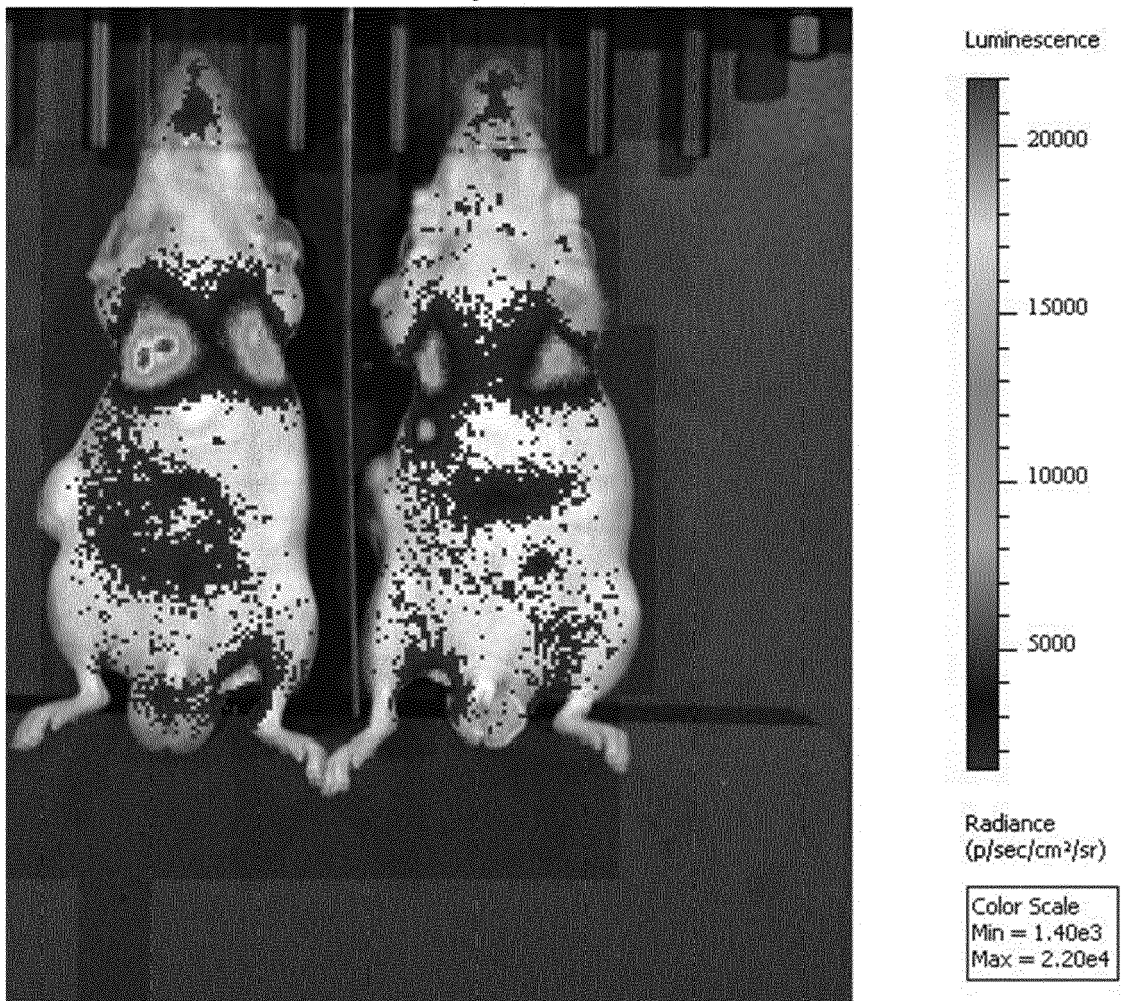 Luminescence
20000
15000
10000
5000
Radiance
(p/sec/cm²/sr)
Color Scale
Min = 1.40e3
Max = 2.20e4